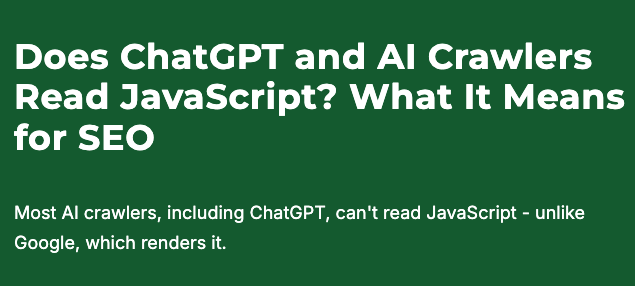 Does ChatGPT and AI Crawlers
Read JavaScript? What It Means
for SEO
Most AI crawlers, including ChatGPT, can't read JavaScript - unlike
Google, which renders it.